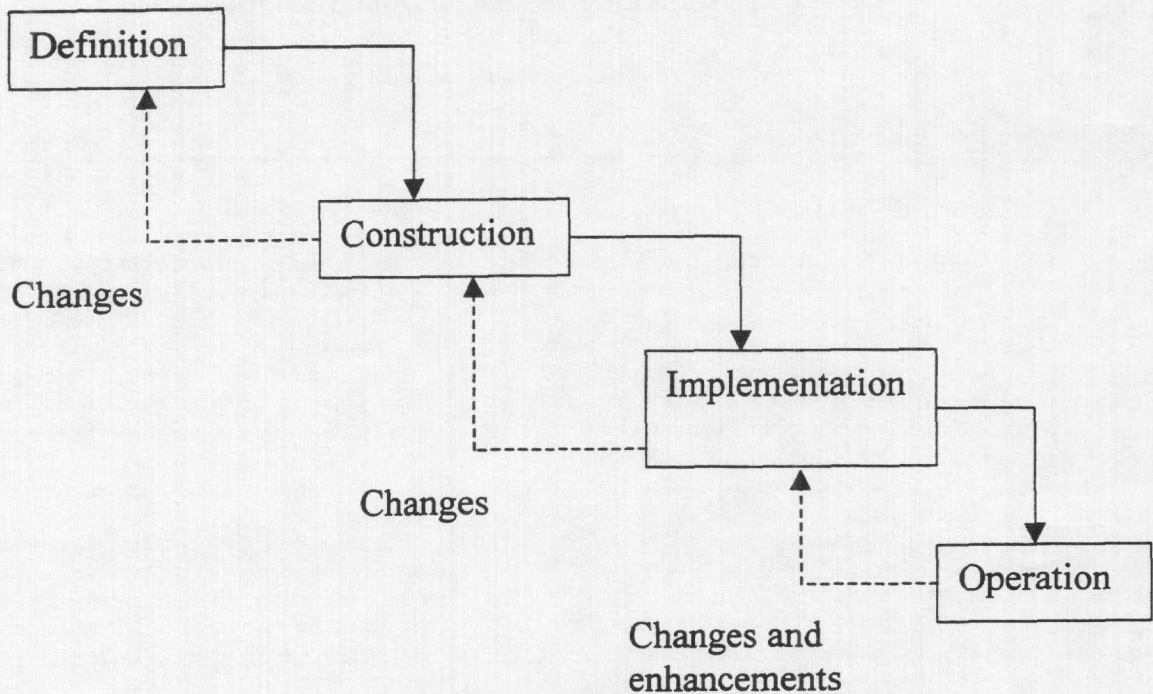 Definition
Construction
Changes
Implementation
Changes
Operation
Changes and
enhancements